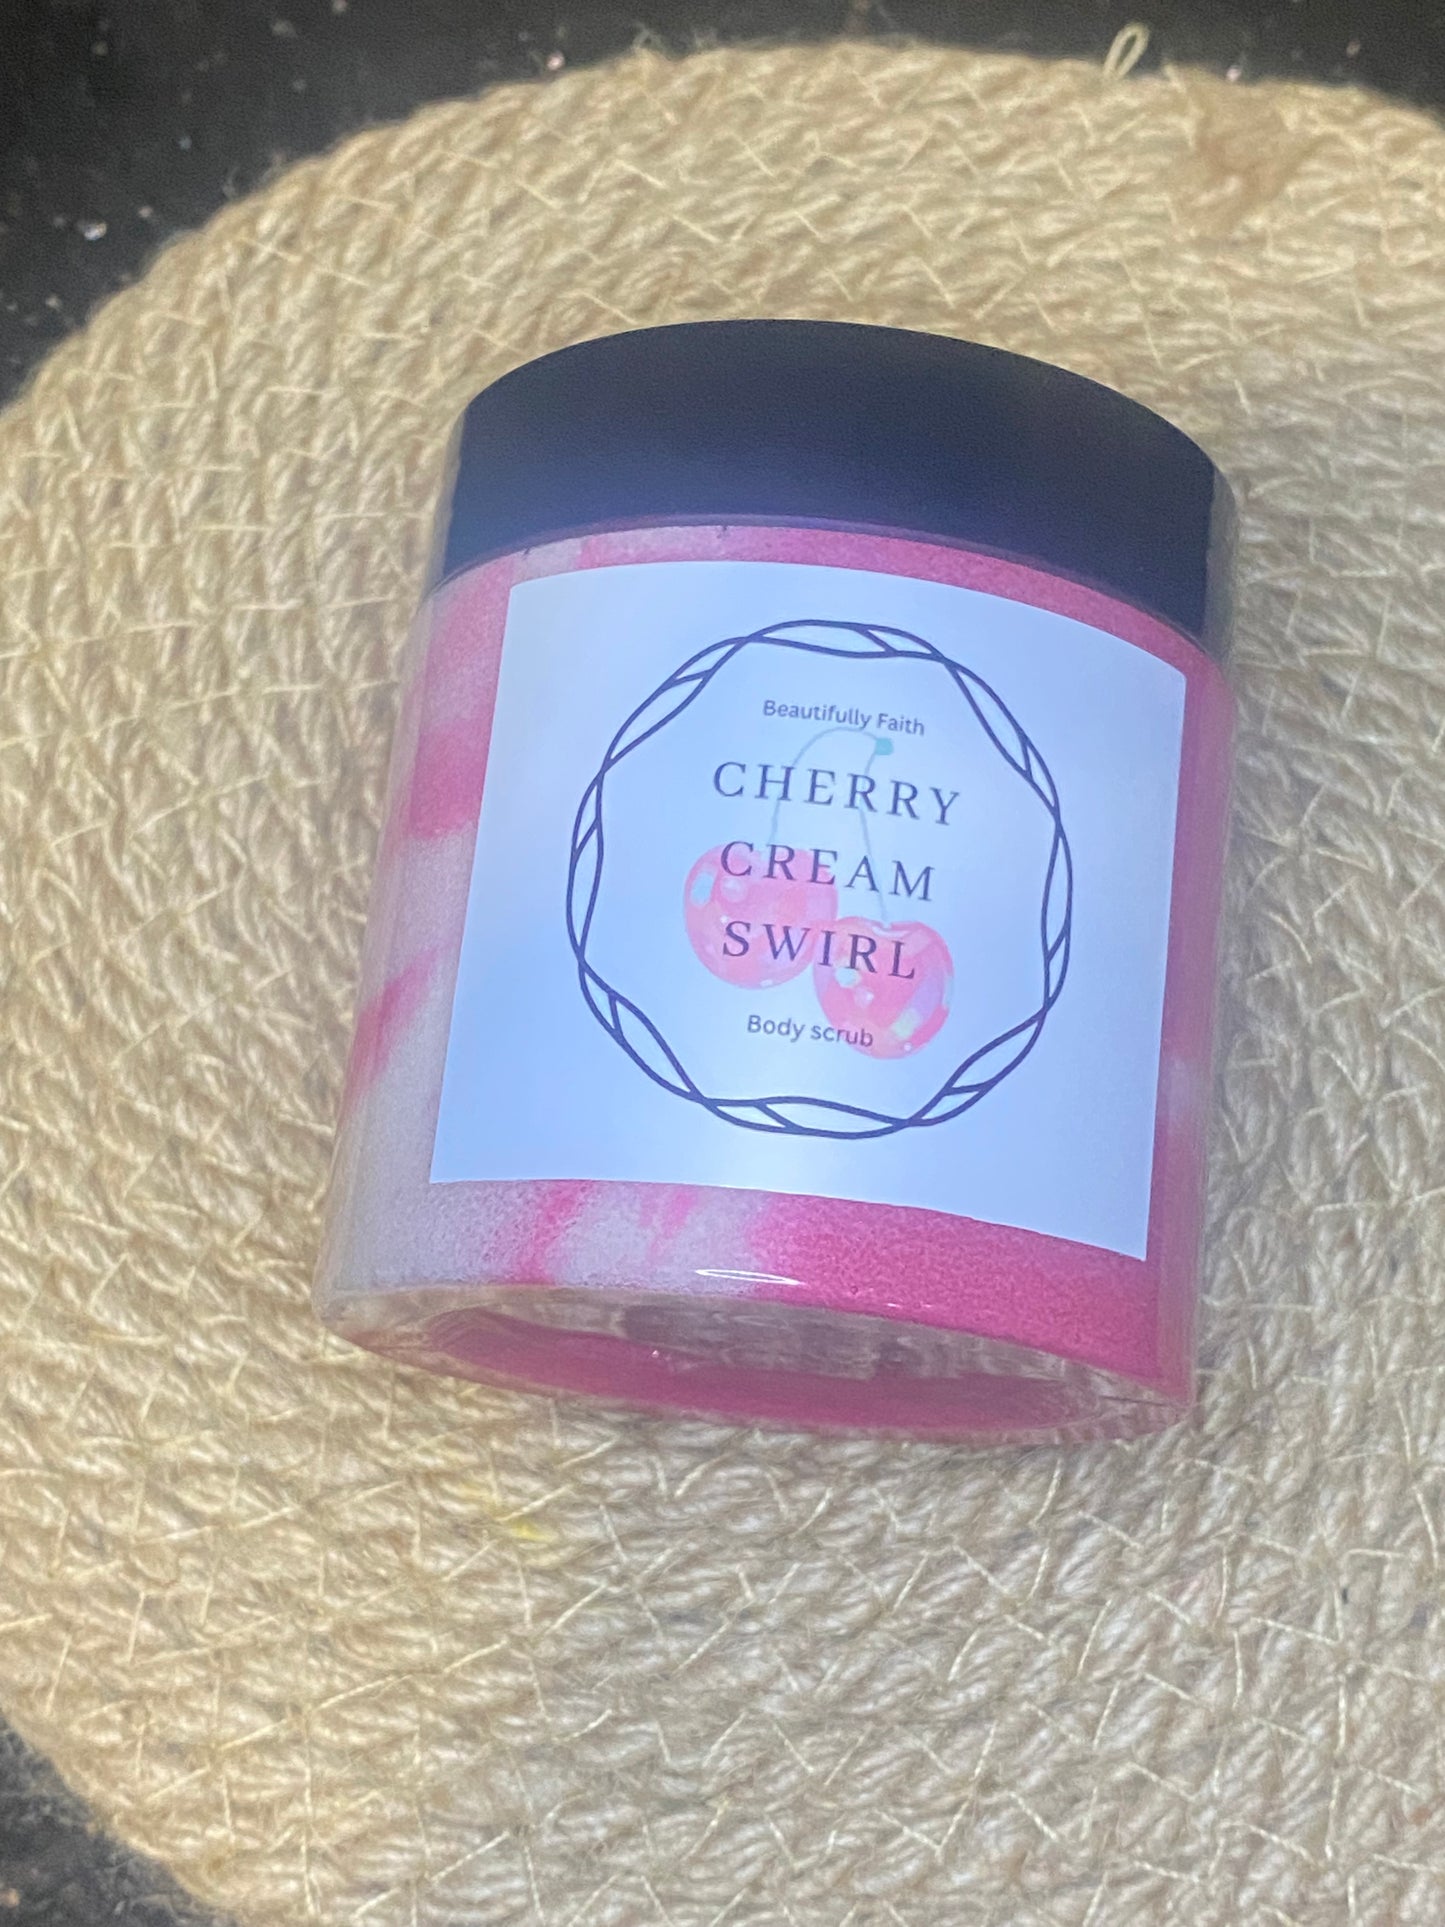 Beautifully Faith
CHERRY
CREAM
SWIRL
Body scrub